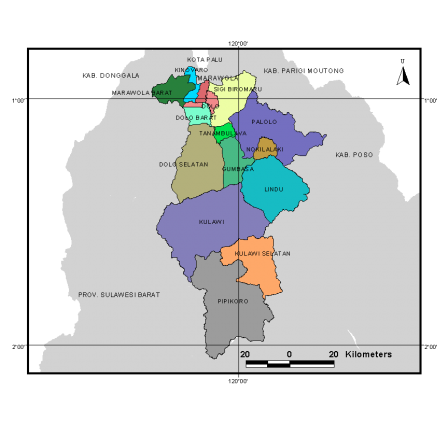 120°00'
KOTA PALU
KAB. DONGGALA
KINOVARO
MARAWOLA
KAB. PARIGI MOUTONG
U
MARAWOLA BARAT
SIGI BIROMARU
1°00'
1°00'
DOLO
DOLO BARAT
PALOLO
TANAMBULAVA
NOKILALAKI
KAB. POSO
DOLO SELATAN
GUMBASA
LINDU
KULAWI
KULAWI SELATAN
PROV. SULAWESI BARAT
PIPIKORO
2°00'
2°00'
20 0 20 Kilometers
120°00'